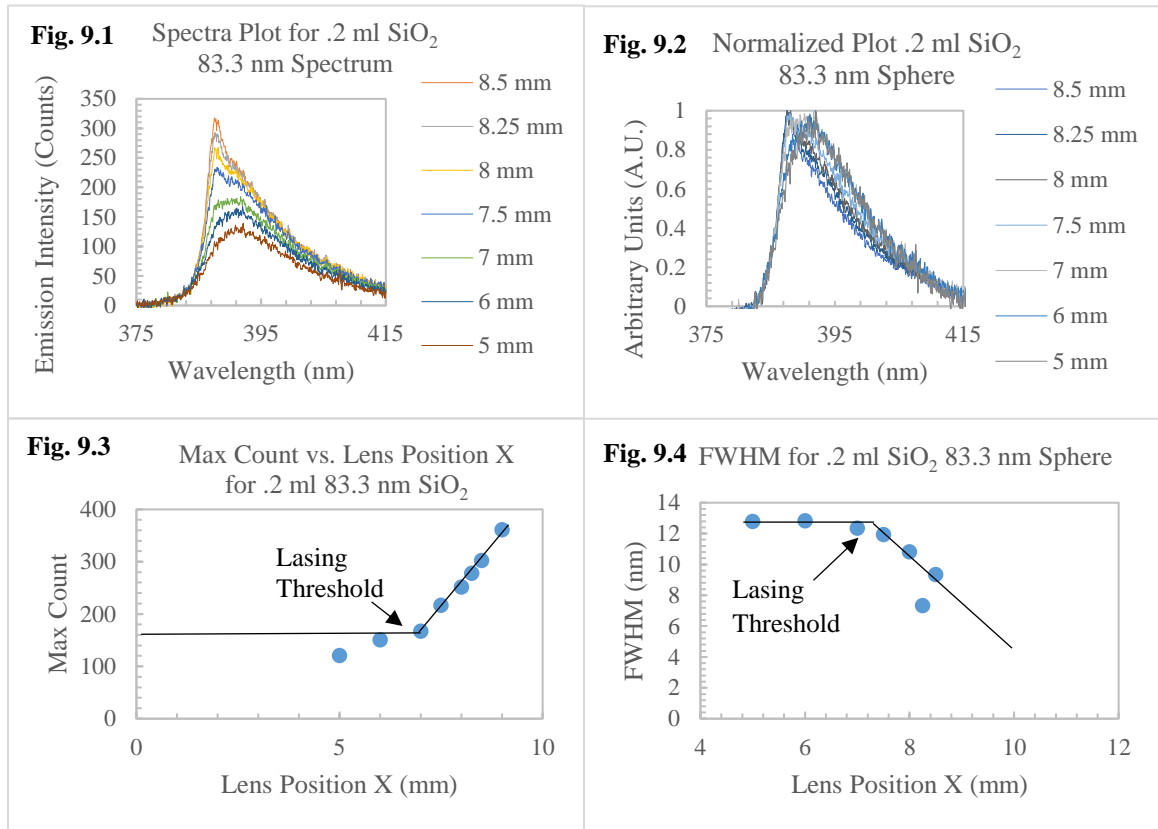 Fig. 9.1
Spectra Plot for .2 ml SiO₂
83.3 nm Spectrum
350
300
250
200
150
100
50
0
375
395
415
Emission Intensity (Counts)
Wavelength (nm)
8.5 mm
8.25 mm
8 mm
7.5 mm
7 mm
6 mm
5 mm
Fig. 9.2
Normalized Plot .2 ml SiO₂
83.3 nm Sphere
1
0.8
0.6
0.4
0.2
0
375
395
415
Arbitrary Units (A.U.)
Wavelength (nm)
8.5 mm
8.25 mm
8 mm
7.5 mm
7 mm
6 mm
5 mm
Fig. 9.3
Max Count vs. Lens Position X
for .2 ml 83.3 nm SiO₂
400
300
200
100
0
0
5
10
Max Count
Lens Position X (mm)
Lasing
Threshold
Fig. 9.4
FWHM for .2 ml SiO₂ 83.3 nm Sphere
14
12
10
8
6
4
2
0
4
6
8
10
12
FWHM (nm)
Lens Position X (mm)
Lasing
Threshold